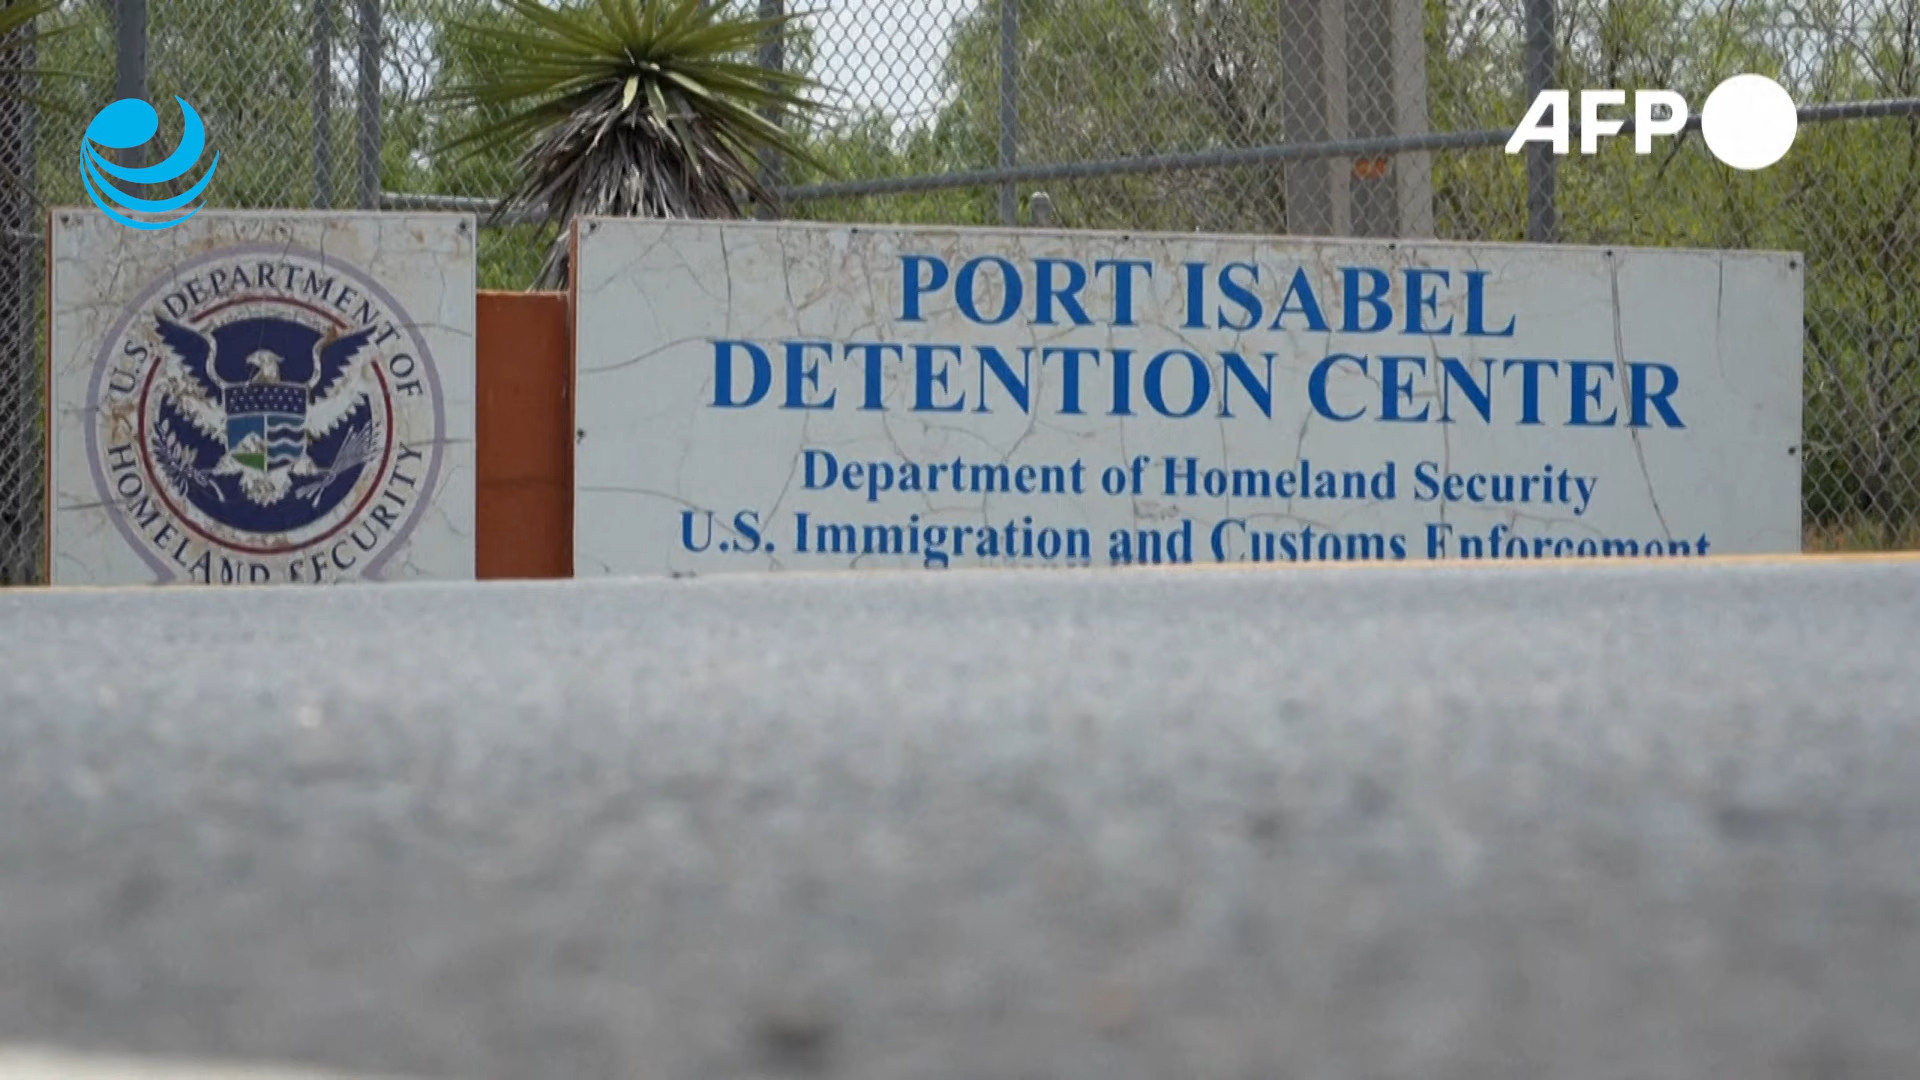 AFP
U.S. DEPARTMENT OF
HOMELAND SECURITY
PORT ISABEL
DETENTION CENTER
Department of Homeland Security
U.S. Immigration and Customs Enforcement